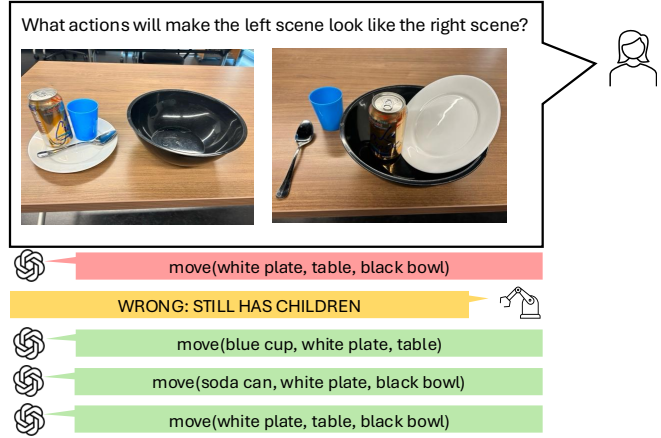 What actions will make the left scene look like the right scene?
move(white plate, table, black bowl)
WRONG: STILL HAS CHILDREN
move(blue cup, white plate, table)
move(soda can, white plate, black bowl)
move(white plate, table, black bowl)